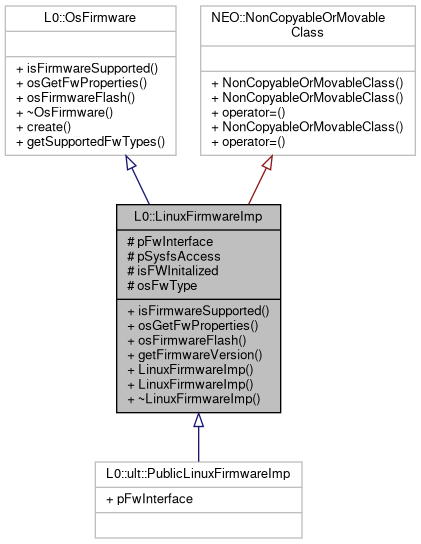 L0::OsFirmware
+ isFirmwareSupported()
+ osGetFwProperties()
+ osFirmwareFlash()
+ ~OsFirmware()
+ create()
+ getSupportedFwTypes()
NEO::NonCopyableOrMovable
Class
+ NonCopyableOrMovableClass()
+ NonCopyableOrMovableClass()
+ operator=()
+ NonCopyableOrMovableClass()
+ operator=()
L0::LinuxFirmwareImp
# pFwInterface
# pSysfsAccess
# isFWInitalized
# osFwType
+ isFirmwareSupported()
+ osGetFwProperties()
+ osFirmwareFlash()
+ getFirmwareVersion()
+ LinuxFirmwareImp()
+ LinuxFirmwareImp()
+ ~LinuxFirmwareImp()
L0::ult::PublicLinuxFirmwareImp
+ pFwInterface